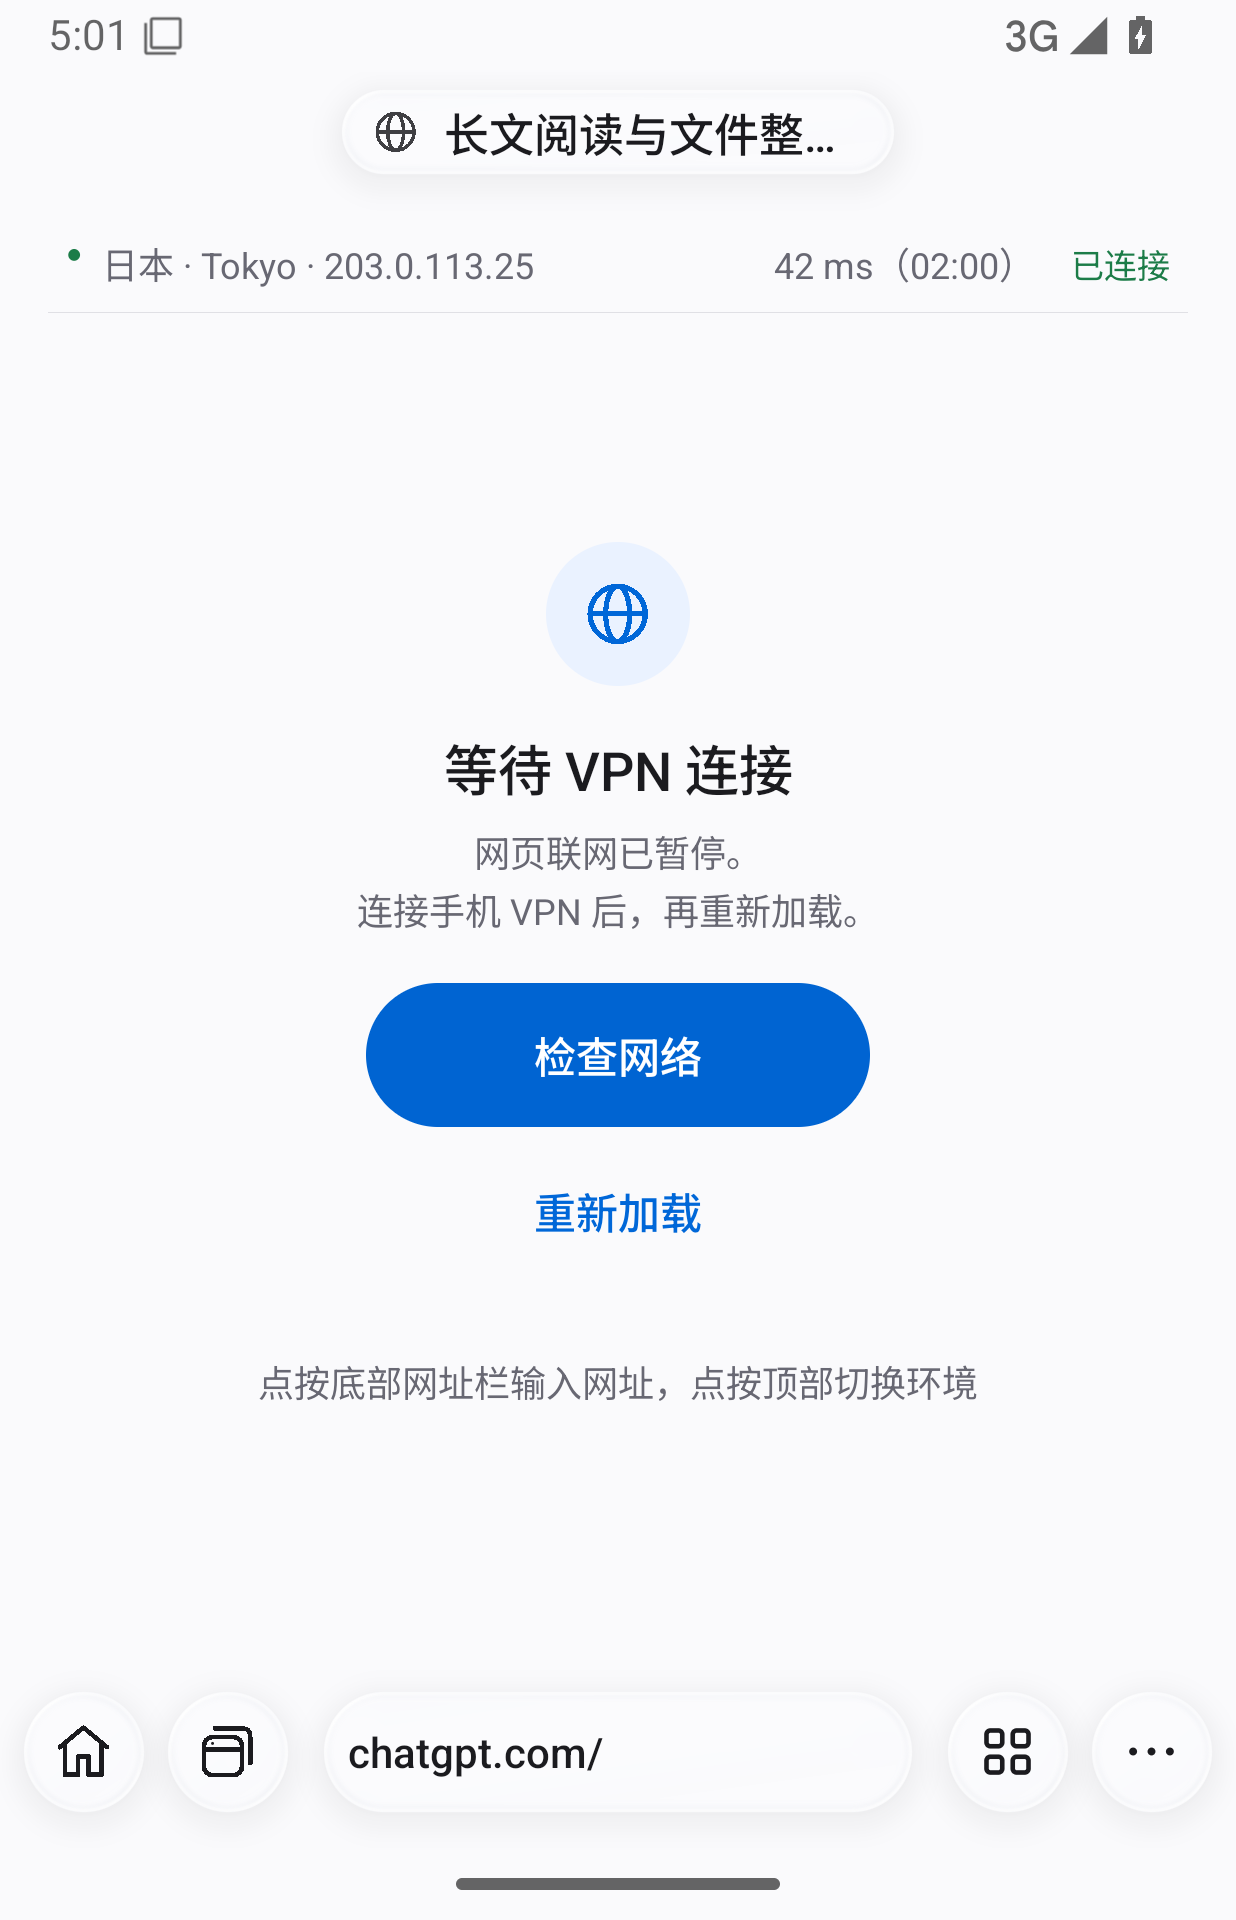 5:01
3G
长文阅读与文件整...
日本 · Tokyo · 203.0.113.25
42 ms（02:00）
已连接
等待 VPN 连接
网页联网已暂停。
连接手机 VPN 后，再重新加载。
检查网络
重新加载
点按底部网址栏输入网址，点按顶部切换环境
chatgpt.com/